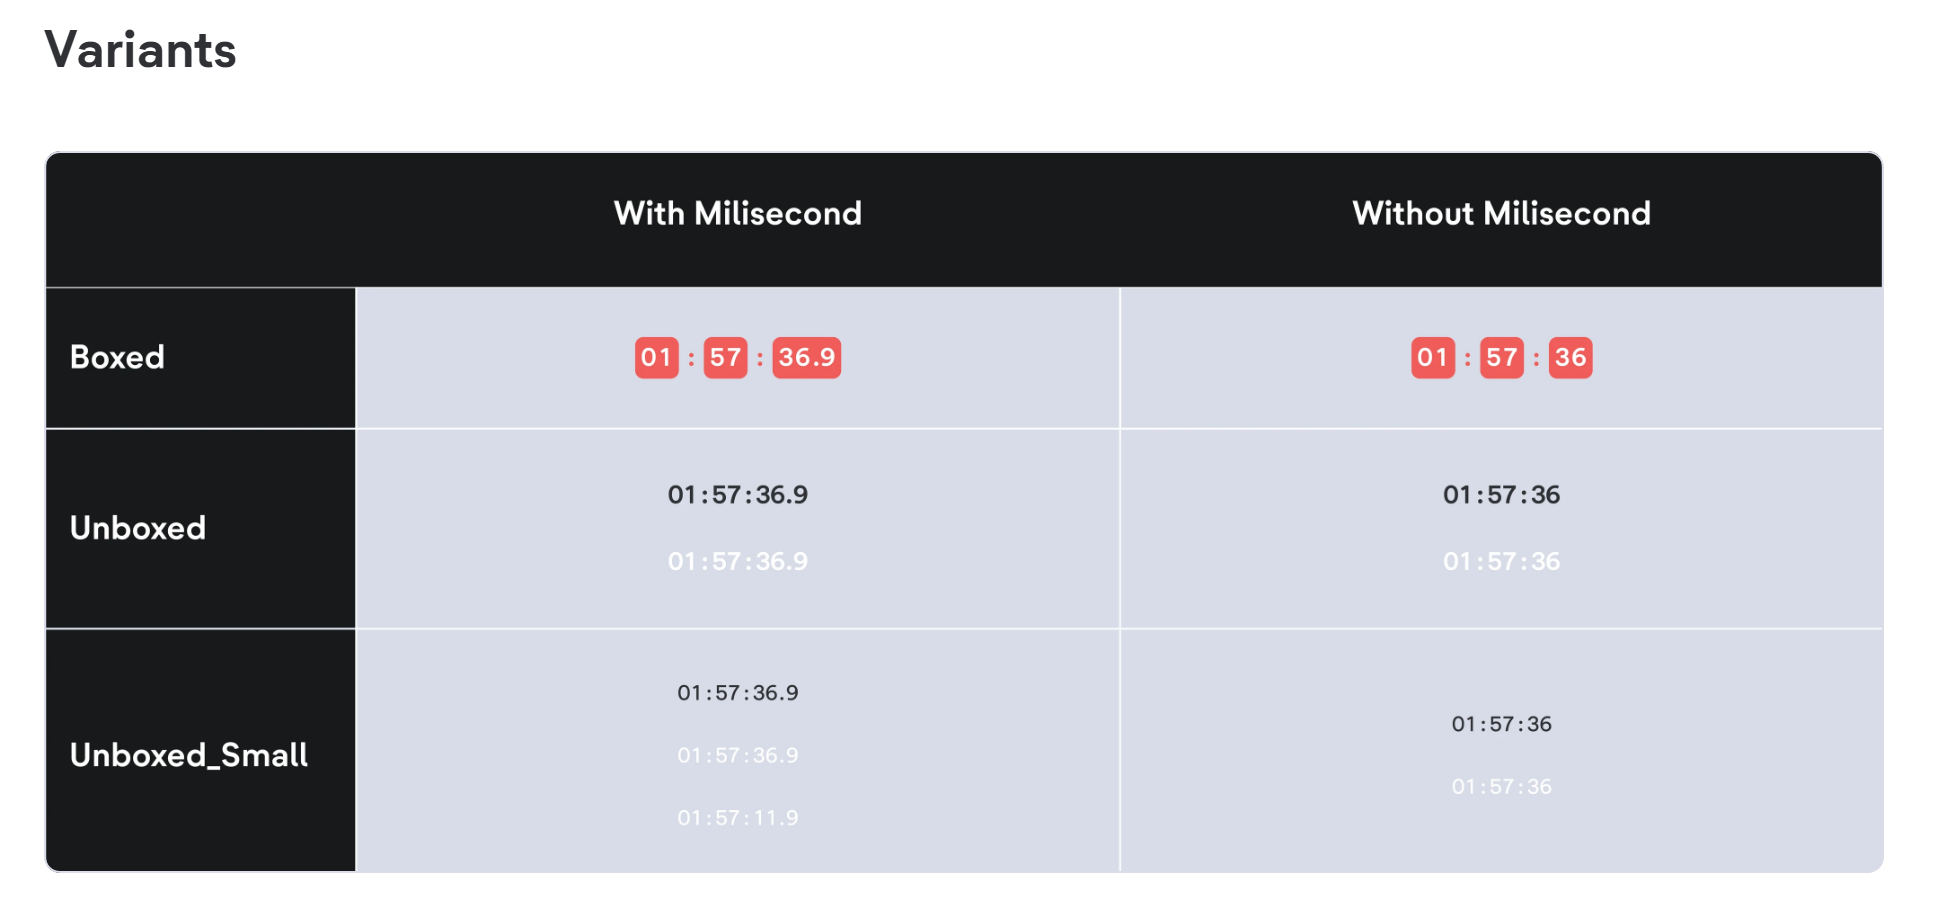 Variants
With Milisecond Without Milisecond
Boxed 01 : 57 : 36.9 01 : 57 : 36
01:57:36.9 01:57:36
Unboxed
01:57:36.9 01:57:36
01:57:36.9
01:57:36
Unboxed_Small 01:57:36.9
01:57:36
01:57:11.9